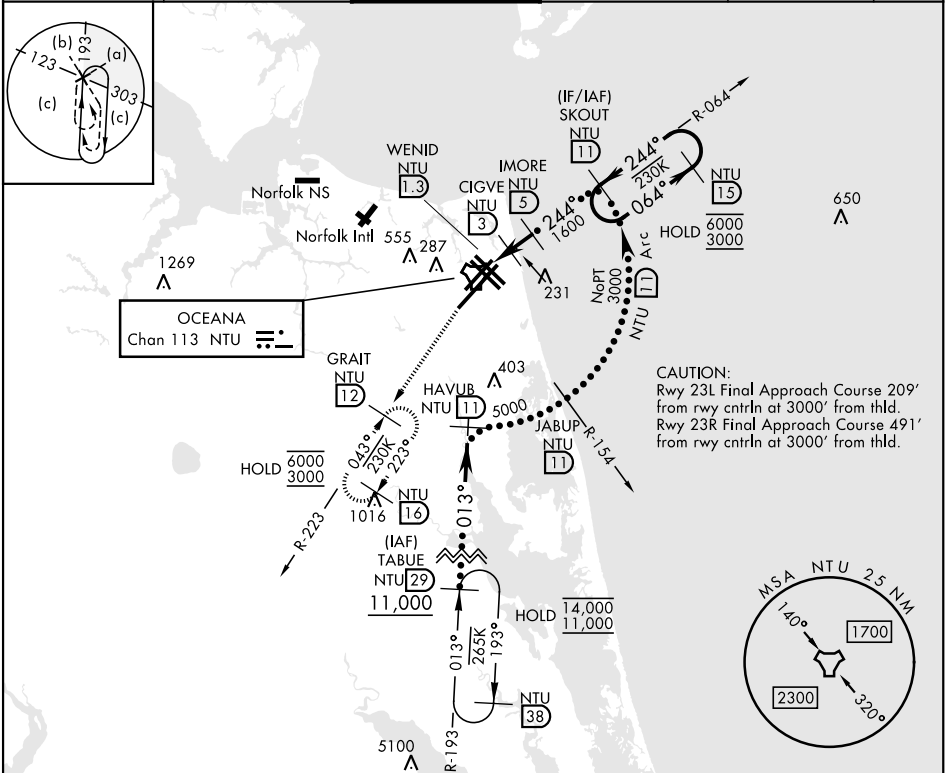 (b)
193
(a)
123
303
(c)
(c)
(IF/IAF)
SKOUT
NTU
11
R-064
244°
230K
064°
NTU
15
HOLD 6000
3000
650
WENID
NTU
1.3
IMORE
NTU
5
CIGVE
NTU
3
244°
1600
Norfolk NS
Norfolk Intl
555
287
231
1269
NoPT
3000
NTU 11 Arc
OCEANA
Chan 113 NTU
GRAIT
NTU
12
HAVUB
NTU 11
403
5000
JABUP
NTU
11
R-154
CAUTION:
Rwy 23L Final Approach Course 209'
from rwy cntrln at 3000' from thld.
Rwy 23R Final Approach Course 491'
from rwy cntrln at 3000' from thld.
HOLD 6000
3000
043°
230K
223°
1016
NTU
16
R-223
013°
(IAF)
TABUE
NTU 29
11,000
HOLD 14,000
11,000
013°
265K
193°
NTU
38
R-193
5100
MSA NTU 25 NM
140°
1700
2300
320°